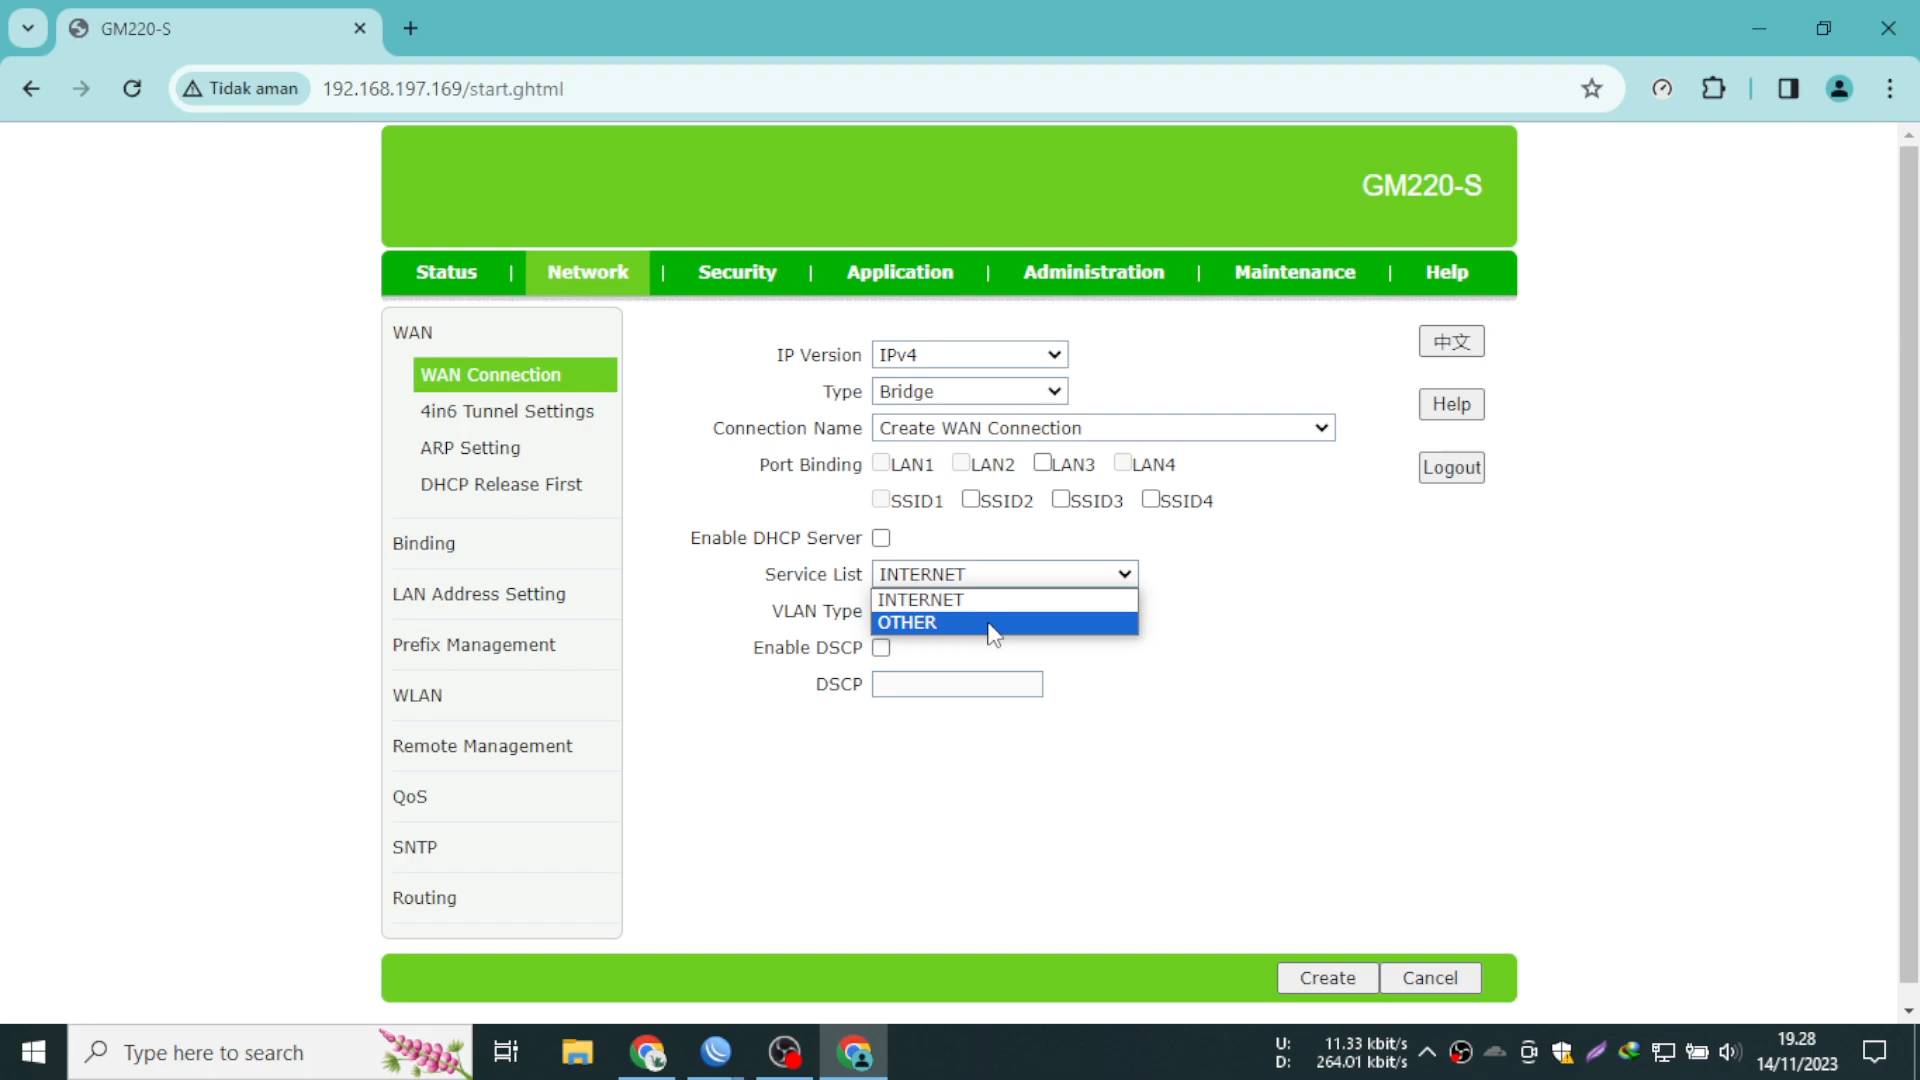 GM220-S
Tidak aman 192.168.197.169/start.ghtml
GM220-S
Status | Network | Security | Application | Administration | Maintenance | Help
WAN
WAN Connection
4in6 Tunnel Settings
ARP Setting
DHCP Release First
Binding
LAN Address Setting
Prefix Management
WLAN
Remote Management
QoS
SNTP
Routing
IP Version IPv4
Type Bridge
Connection Name Create WAN Connection
Port Binding LAN1 LAN2 LAN3 LAN4
SSID1 SSID2 SSID3 SSID4
Enable DHCP Server
Service List INTERNET
INTERNET
VLAN Type
OTHER
Enable DSCP
DSCP
中文
Help
Logout
Create Cancel
Type here to search
U: 11.33 kbit/s
D: 264.01 kbit/s
19.28
14/11/2023